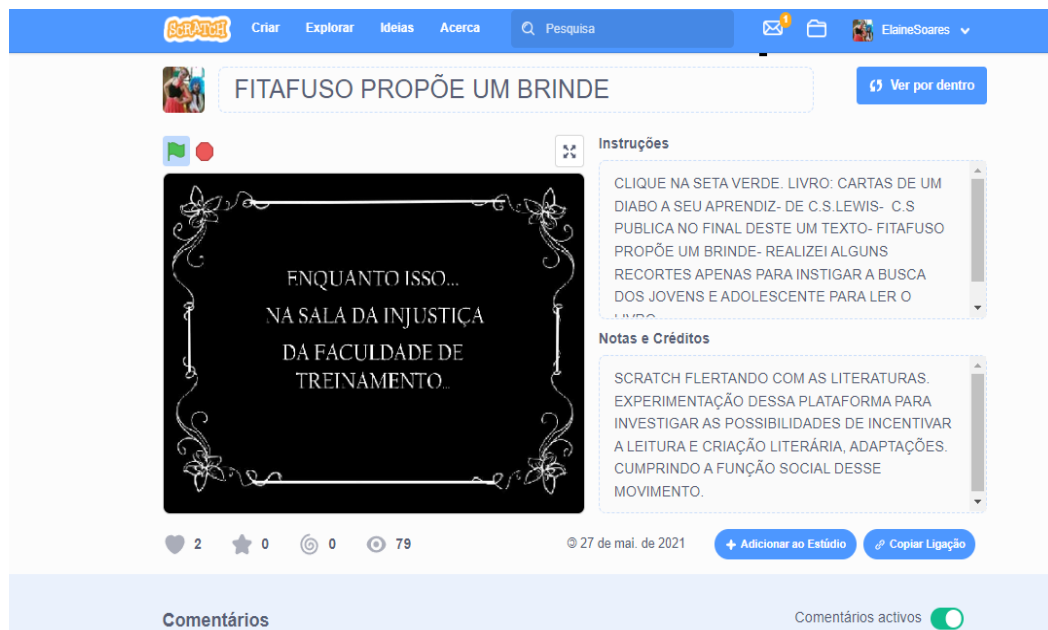 SCRATCH Criar Explorar Ideias Acerca Pesquisa 1 ElaineSoares
FITAFUSO PROPÕE UM BRINDE
Ver por dentro
ENQUANTO ISSO...
NA SALA DA INJUSTIÇA
DA FACULDADE DE
TREINAMENTO...
Instruções
CLIQUE NA SETA VERDE. LIVRO: CARTAS DE UM
DIABO A SEU APRENDIZ- DE C.S.LEWIS- C.S
PUBLICA NO FINAL DESTE UM TEXTO- FITAFUSO
PROPÕE UM BRINDE- REALIZEI ALGUNS
RECORTES APENAS PARA INSTIGAR A BUSCA
DOS JOVENS E ADOLESCENTE PARA LER O
Notas e Créditos
SCRATCH FLERTANDO COM AS LITERATURAS.
EXPERIMENTAÇÃO DESSA PLATAFORMA PARA
INVESTIGAR AS POSSIBILIDADES DE INCENTIVAR
A LEITURA E CRIAÇÃO LITERÁRIA, ADAPTAÇÕES.
CUMPRINDO A FUNÇÃO SOCIAL DESSE
MOVIMENTO.
2 0 0 79
27 de mai. de 2021
Adicionar ao Estúdio
Copiar Ligação
Comentários
Comentários activos